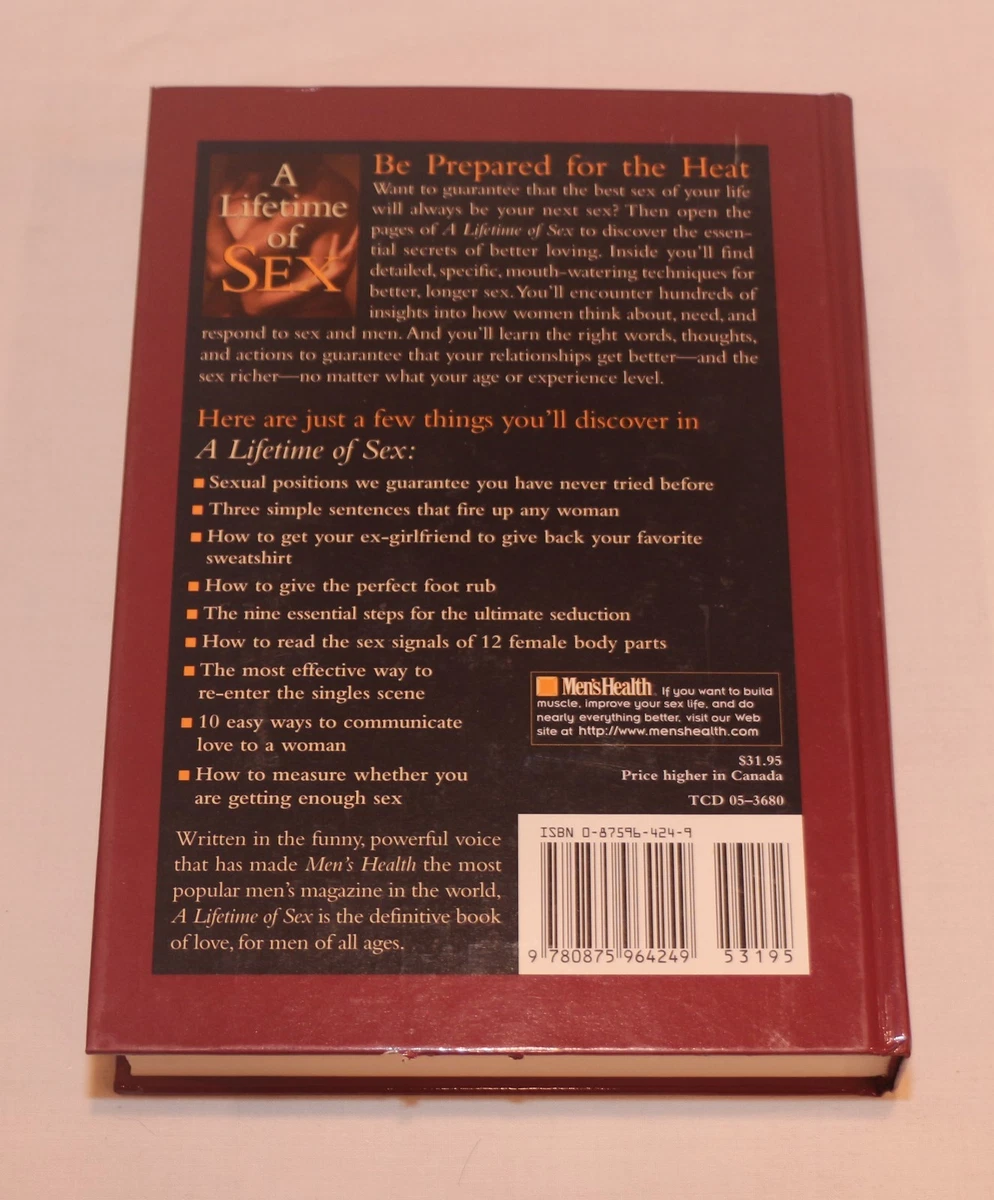 A
Lifetime
of
SEX
Be Prepared for the Heat
Want to guarantee that the best sex of your life
will always be your next sex? Then open the
pages of A Lifetime of Sex to discover the essen-
tial secrets of better loving. Inside you'll find
detailed, specific, mouth-watering techniques for
better, longer sex. You'll encounter hundreds of
insights into how women think about, need, and
respond to sex and men. And you'll learn the right words, thoughts,
and actions to guarantee that your relationships get better—and the
sex richer—no matter what your age or experience level.
Here are just a few things you'll discover in
A Lifetime of Sex:
■ Sexual positions we guarantee you have never tried before
■ Three simple sentences that fire up any woman
■ How to get your ex-girlfriend to give back your favorite
sweatshirt
■ How to give the perfect foot rub
■ The nine essential steps for the ultimate seduction
■ How to read the sex signals of 12 female body parts
■ The most effective way to
re-enter the singles scene
■ 10 easy ways to communicate
love to a woman
■ How to measure whether you
are getting enough sex
Men'sHealth. If you want to build
muscle, improve your sex life, and do
nearly everything better, visit our Web
site at http://www.menshealth.com
$31.95
Price higher in Canada
TCD 05-3680
Written in the funny, powerful voice
that has made Men's Health the most
popular men's magazine in the world,
A Lifetime of Sex is the definitive book
of love, for men of all ages.
ISBN 0-87596-424-9
9 780875 964249
53195